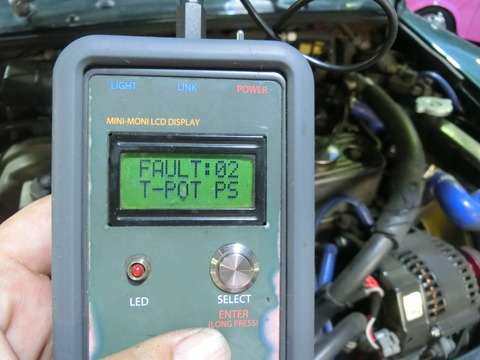 LIGHT LINK POWER
MINI-MONI LCD DISPLAY
FAULT:02
T-POT PS
LED
SELECT
ENTER
(LONG PRESS)